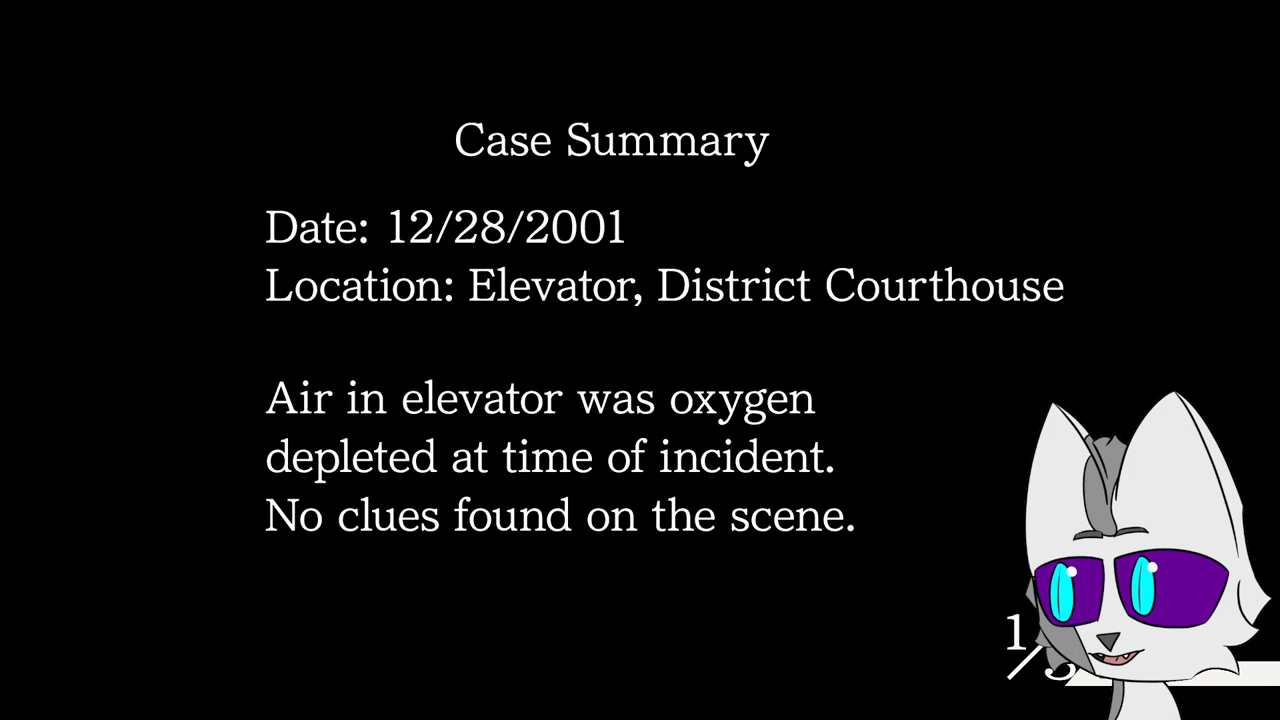 Case Summary
Date: 12/28/2001
Location: Elevator, District Courthouse
Air in elevator was oxygen
depleted at time of incident.
No clues found on the scene.
1/